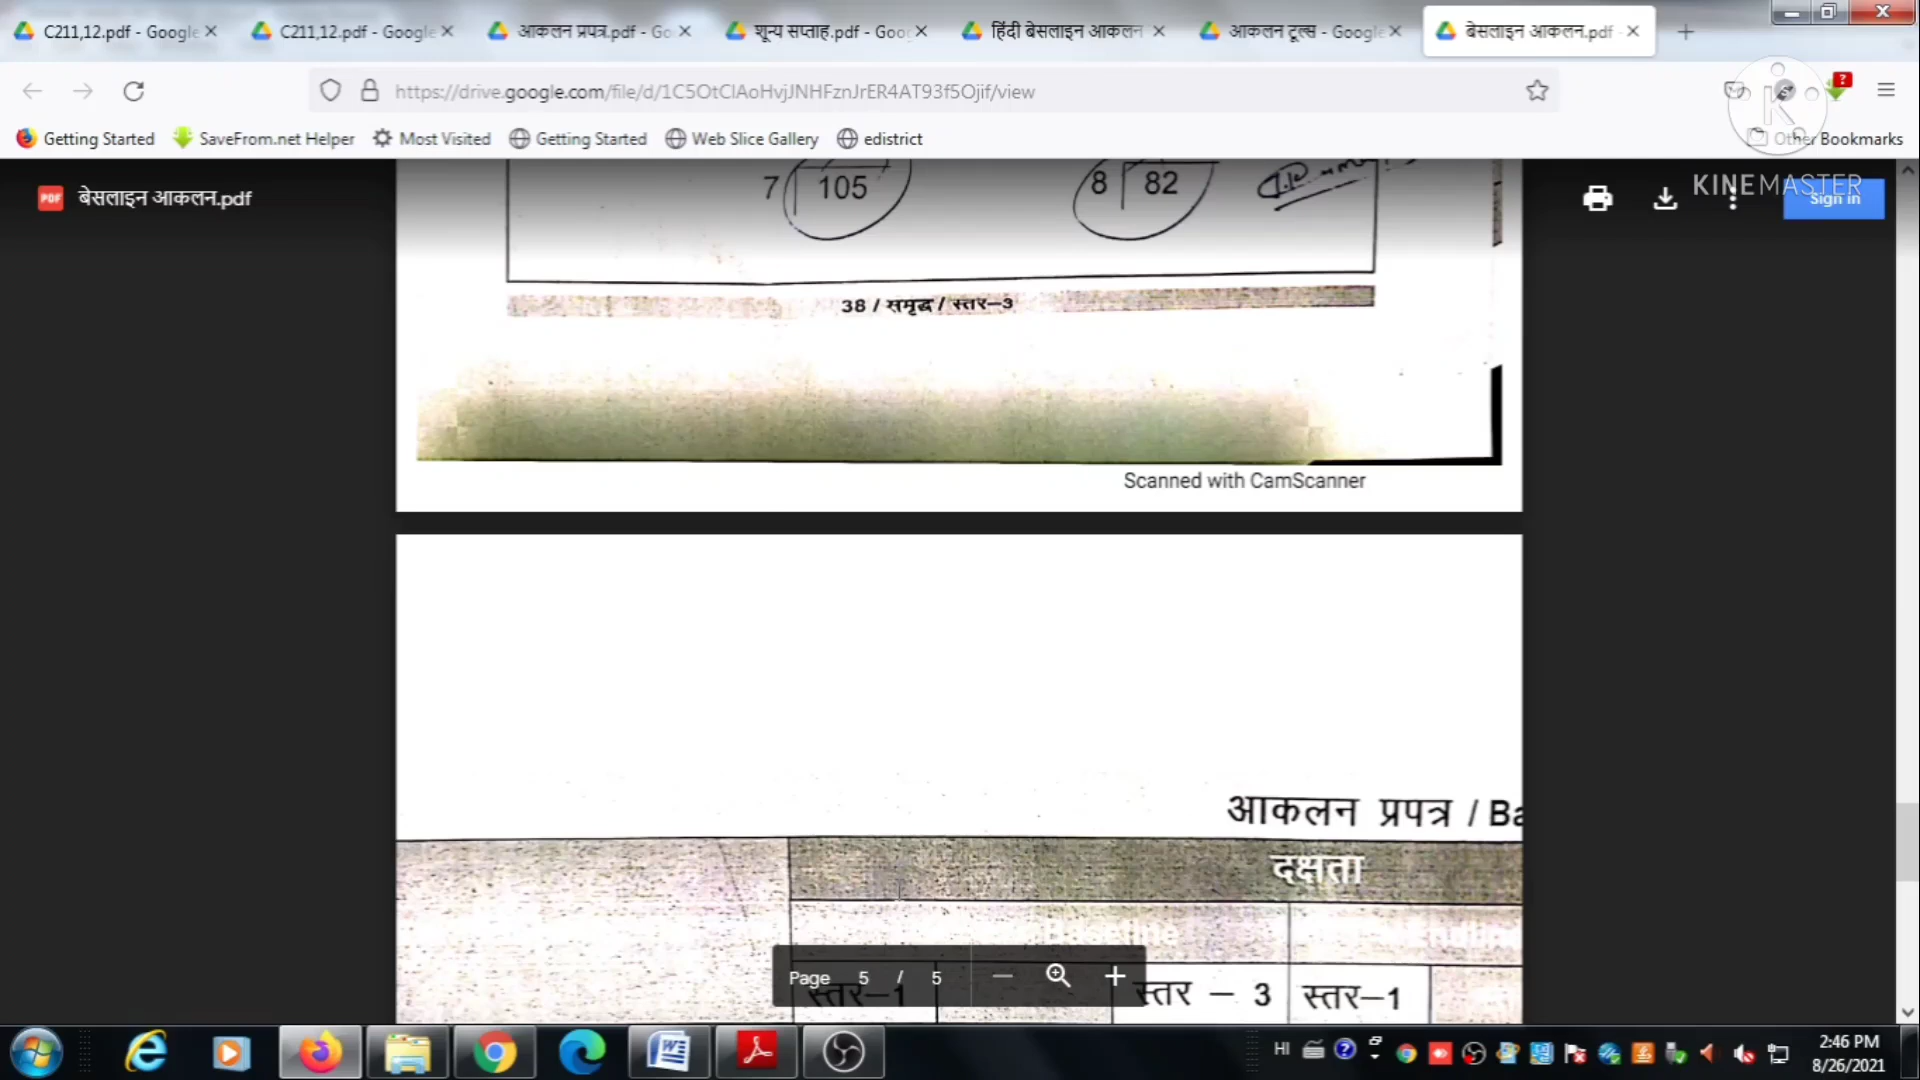 C211,12.pdf - Google
C211,12.pdf - Google
आकलन प्रपत्र.pdf - Go
शून्य सप्ताह.pdf - Goo
हिंदी बेसलाइन आकलन
आकलन टूल्स - Google
बेसलाइन आकलन.pdf
https://drive.google.com/file/d/1C5OtClAoHvjJNHFznJrER4AT93f5Ojif/view
Getting Started
SaveFrom.net Helper
Most Visited
Getting Started
Web Slice Gallery
edistrict
Other Bookmarks
PDF
बेसलाइन आकलन.pdf
KINEMASTER
Sign in
7 105
8 82
38 / समृद्ध / स्तर–3
Scanned with CamScanner
आकलन प्रपत्र / Ba
दक्षता
स्तर–1
स्तर – 3
स्तर–1
Page 5 / 5
HI
2:46 PM
8/26/2021